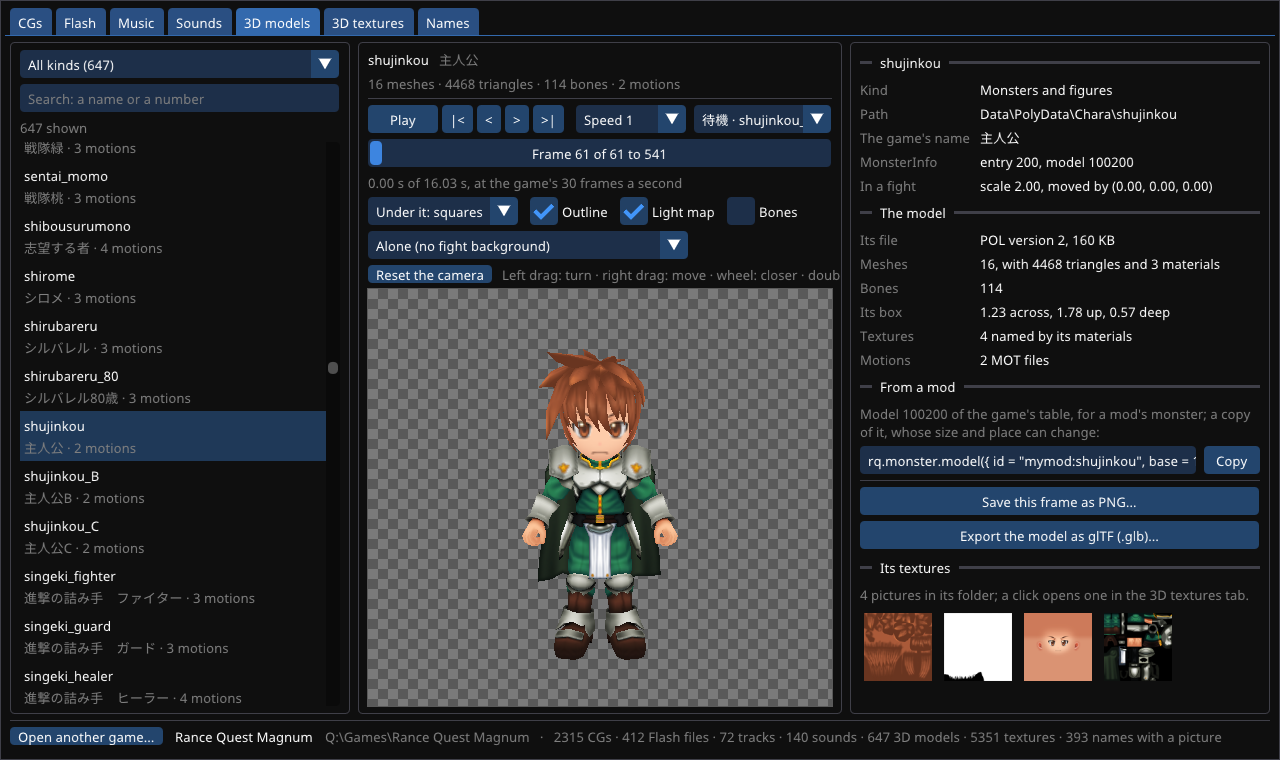 CGs Flash Music Sounds 3D models 3D textures Names
All kinds (647)
Search: a name or a number
647 shown
戦隊緑 · 3 motions
sentai_momo
戦隊桃 · 3 motions
shibousurumono
志望する者 · 4 motions
shirome
シロメ · 3 motions
shirubareru
シルバレル · 3 motions
shirubareru_80
シルバレル80歳 · 3 motions
shujinkou
主人公 · 2 motions
shujinkou_B
主人公B · 2 motions
shujinkou_C
主人公C · 2 motions
singeki_fighter
進撃の詰み手　ファイター · 3 motions
singeki_guard
進撃の詰み手　ガード · 3 motions
singeki_healer
進撃の詰み手　ヒーラー · 4 motions
shujinkou 主人公
16 meshes · 4468 triangles · 114 bones · 2 motions
Play |< < > >| Speed 1 待機 · shujinkou_
Frame 61 of 61 to 541
0.00 s of 16.03 s, at the game's 30 frames a second
Under it: squares Outline Light map Bones
Alone (no fight background)
Reset the camera Left drag: turn · right drag: move · wheel: closer · doub
shujinkou
Kind Monsters and figures
Path Data\PolyData\Chara\shujinkou
The game's name 主人公
MonsterInfo entry 200, model 100200
In a fight scale 2.00, moved by (0.00, 0.00, 0.00)
The model
Its file POL version 2, 160 KB
Meshes 16, with 4468 triangles and 3 materials
Bones 114
Its box 1.23 across, 1.78 up, 0.57 deep
Textures 4 named by its materials
Motions 2 MOT files
From a mod
Model 100200 of the game's table, for a mod's monster; a copy
of it, whose size and place can change:
rq.monster.model({ id = "mymod:shujinkou", base = Copy
Save this frame as PNG...
Export the model as glTF (.glb)...
Its textures
4 pictures in its folder; a click opens one in the 3D textures tab.
Open another game... Rance Quest Magnum Q:\Games\Rance Quest Magnum · 2315 CGs · 412 Flash files · 72 tracks · 140 sounds · 647 3D models · 5351 textures · 393 names with a picture